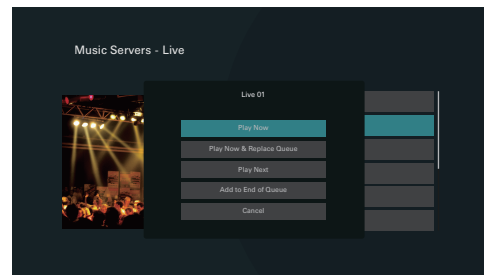 Music Servers - Live
Live 01
Play Now
Play Now & Replace Queue
Play Next
Add to End of Queue
Cancel